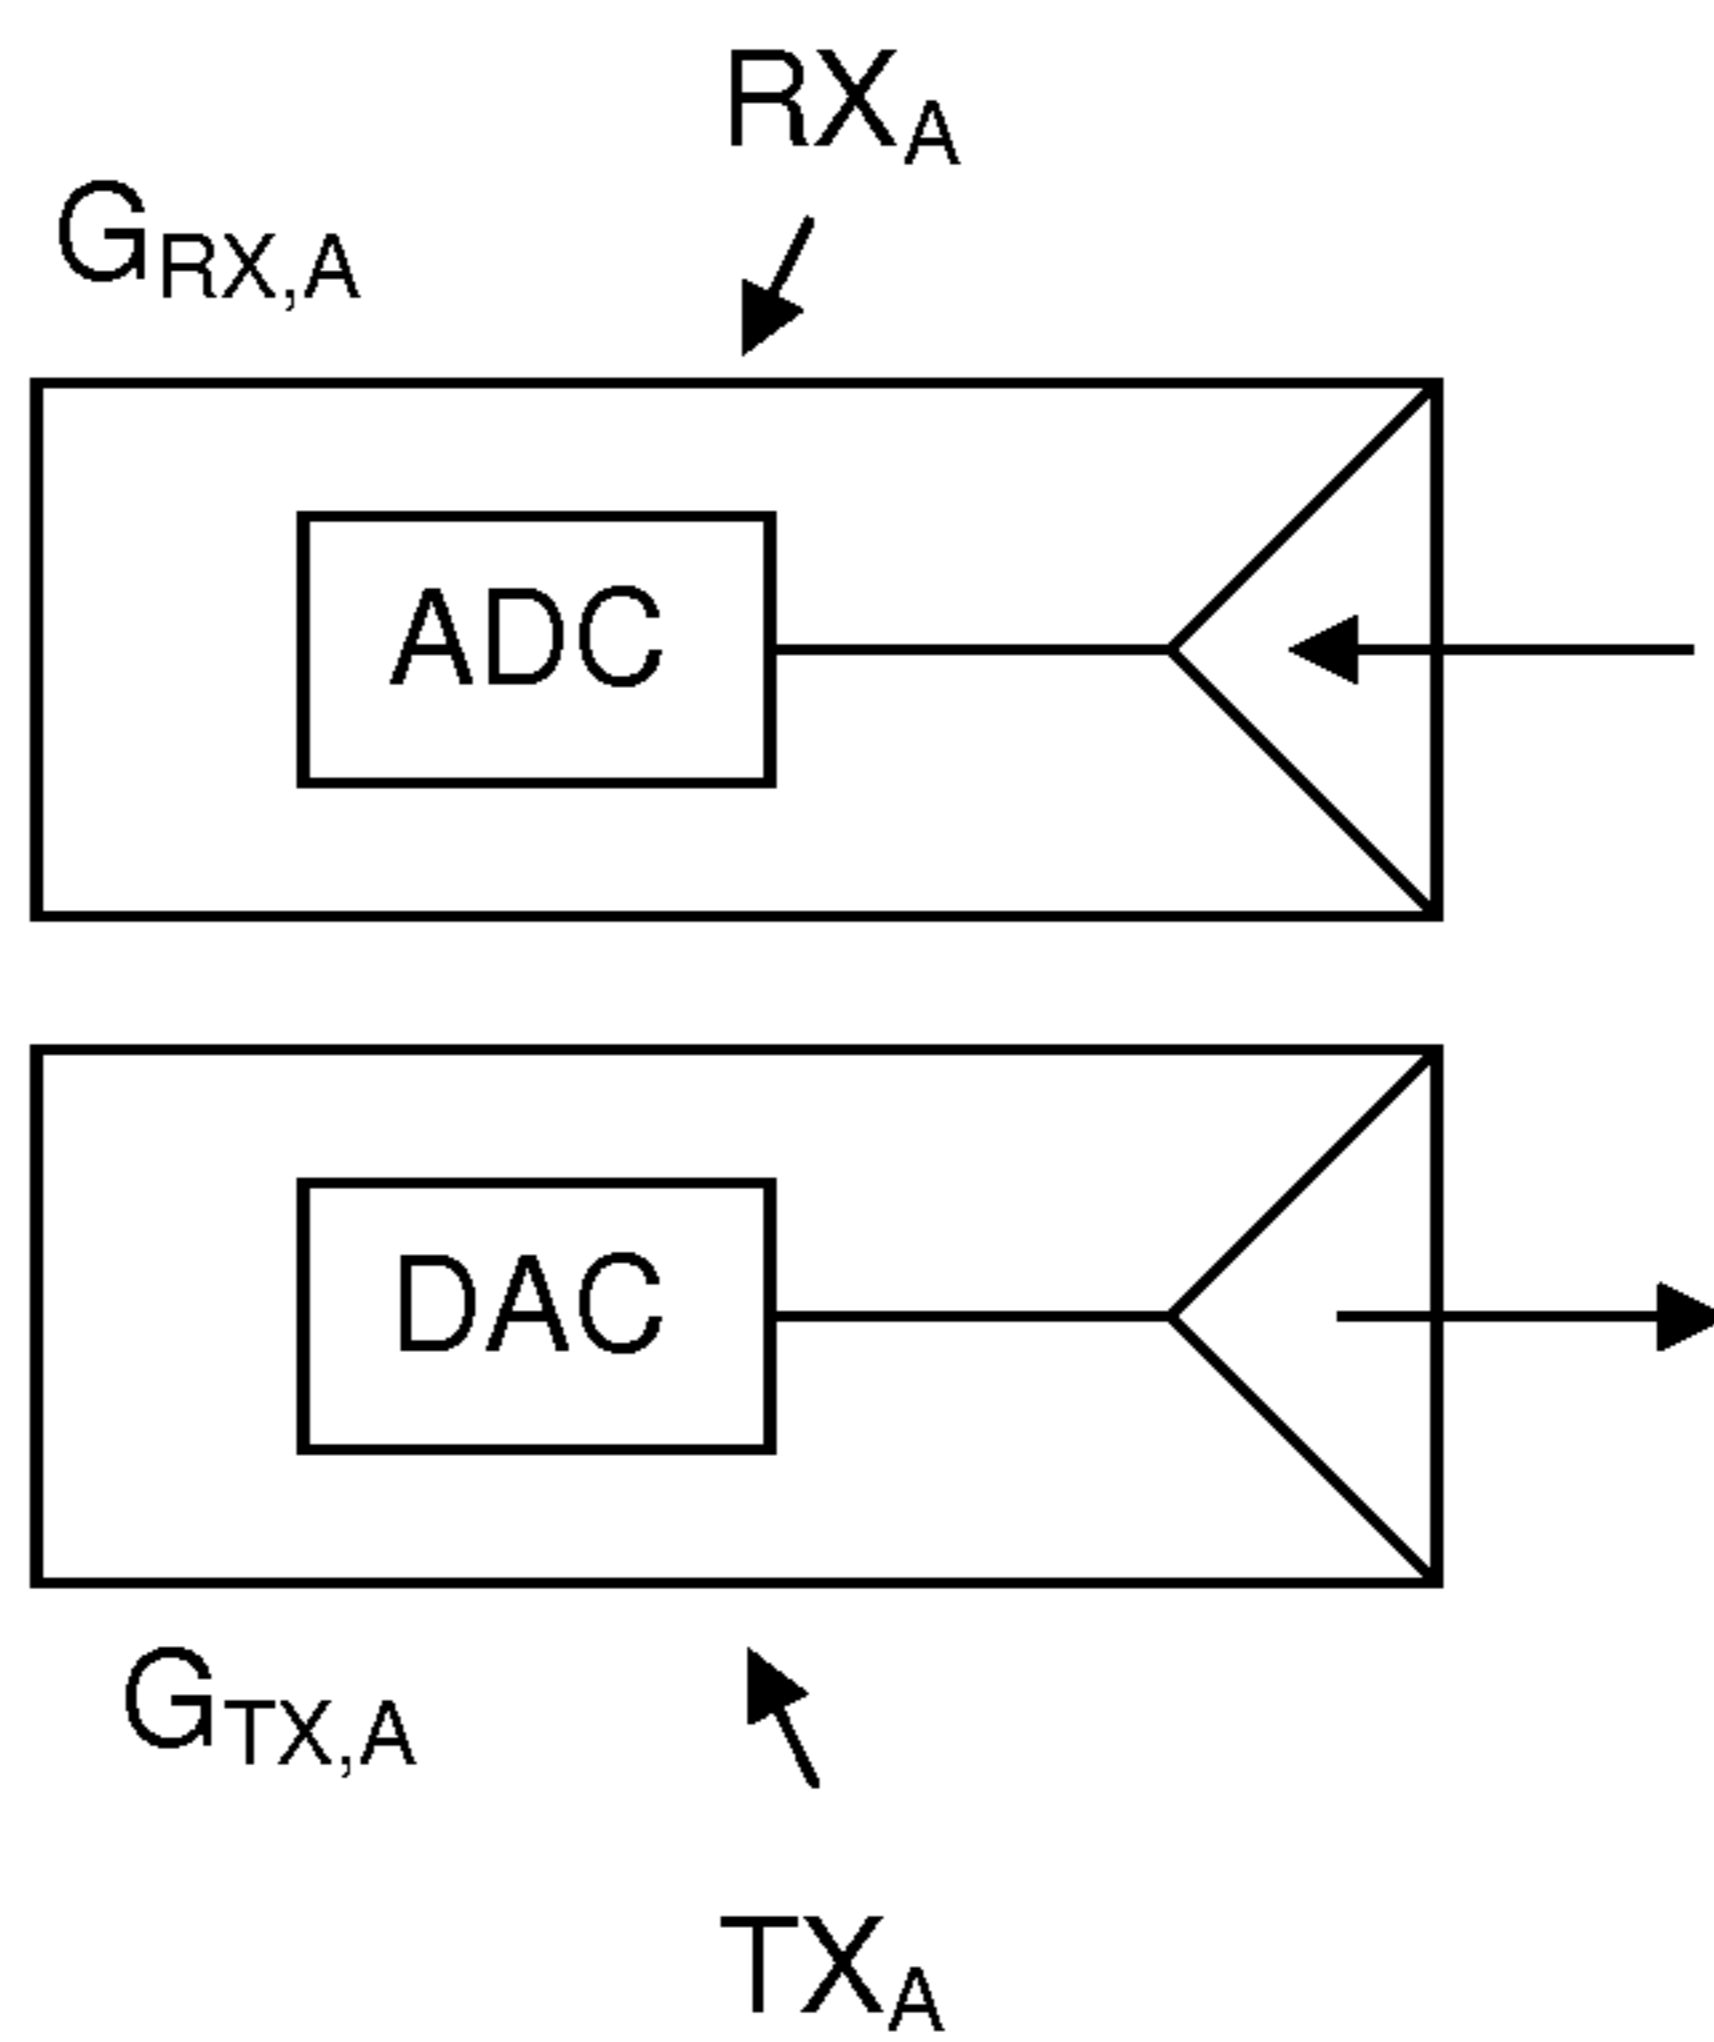 RX_A
G_RX,A
ADC
DAC
G_TX,A
TX_A